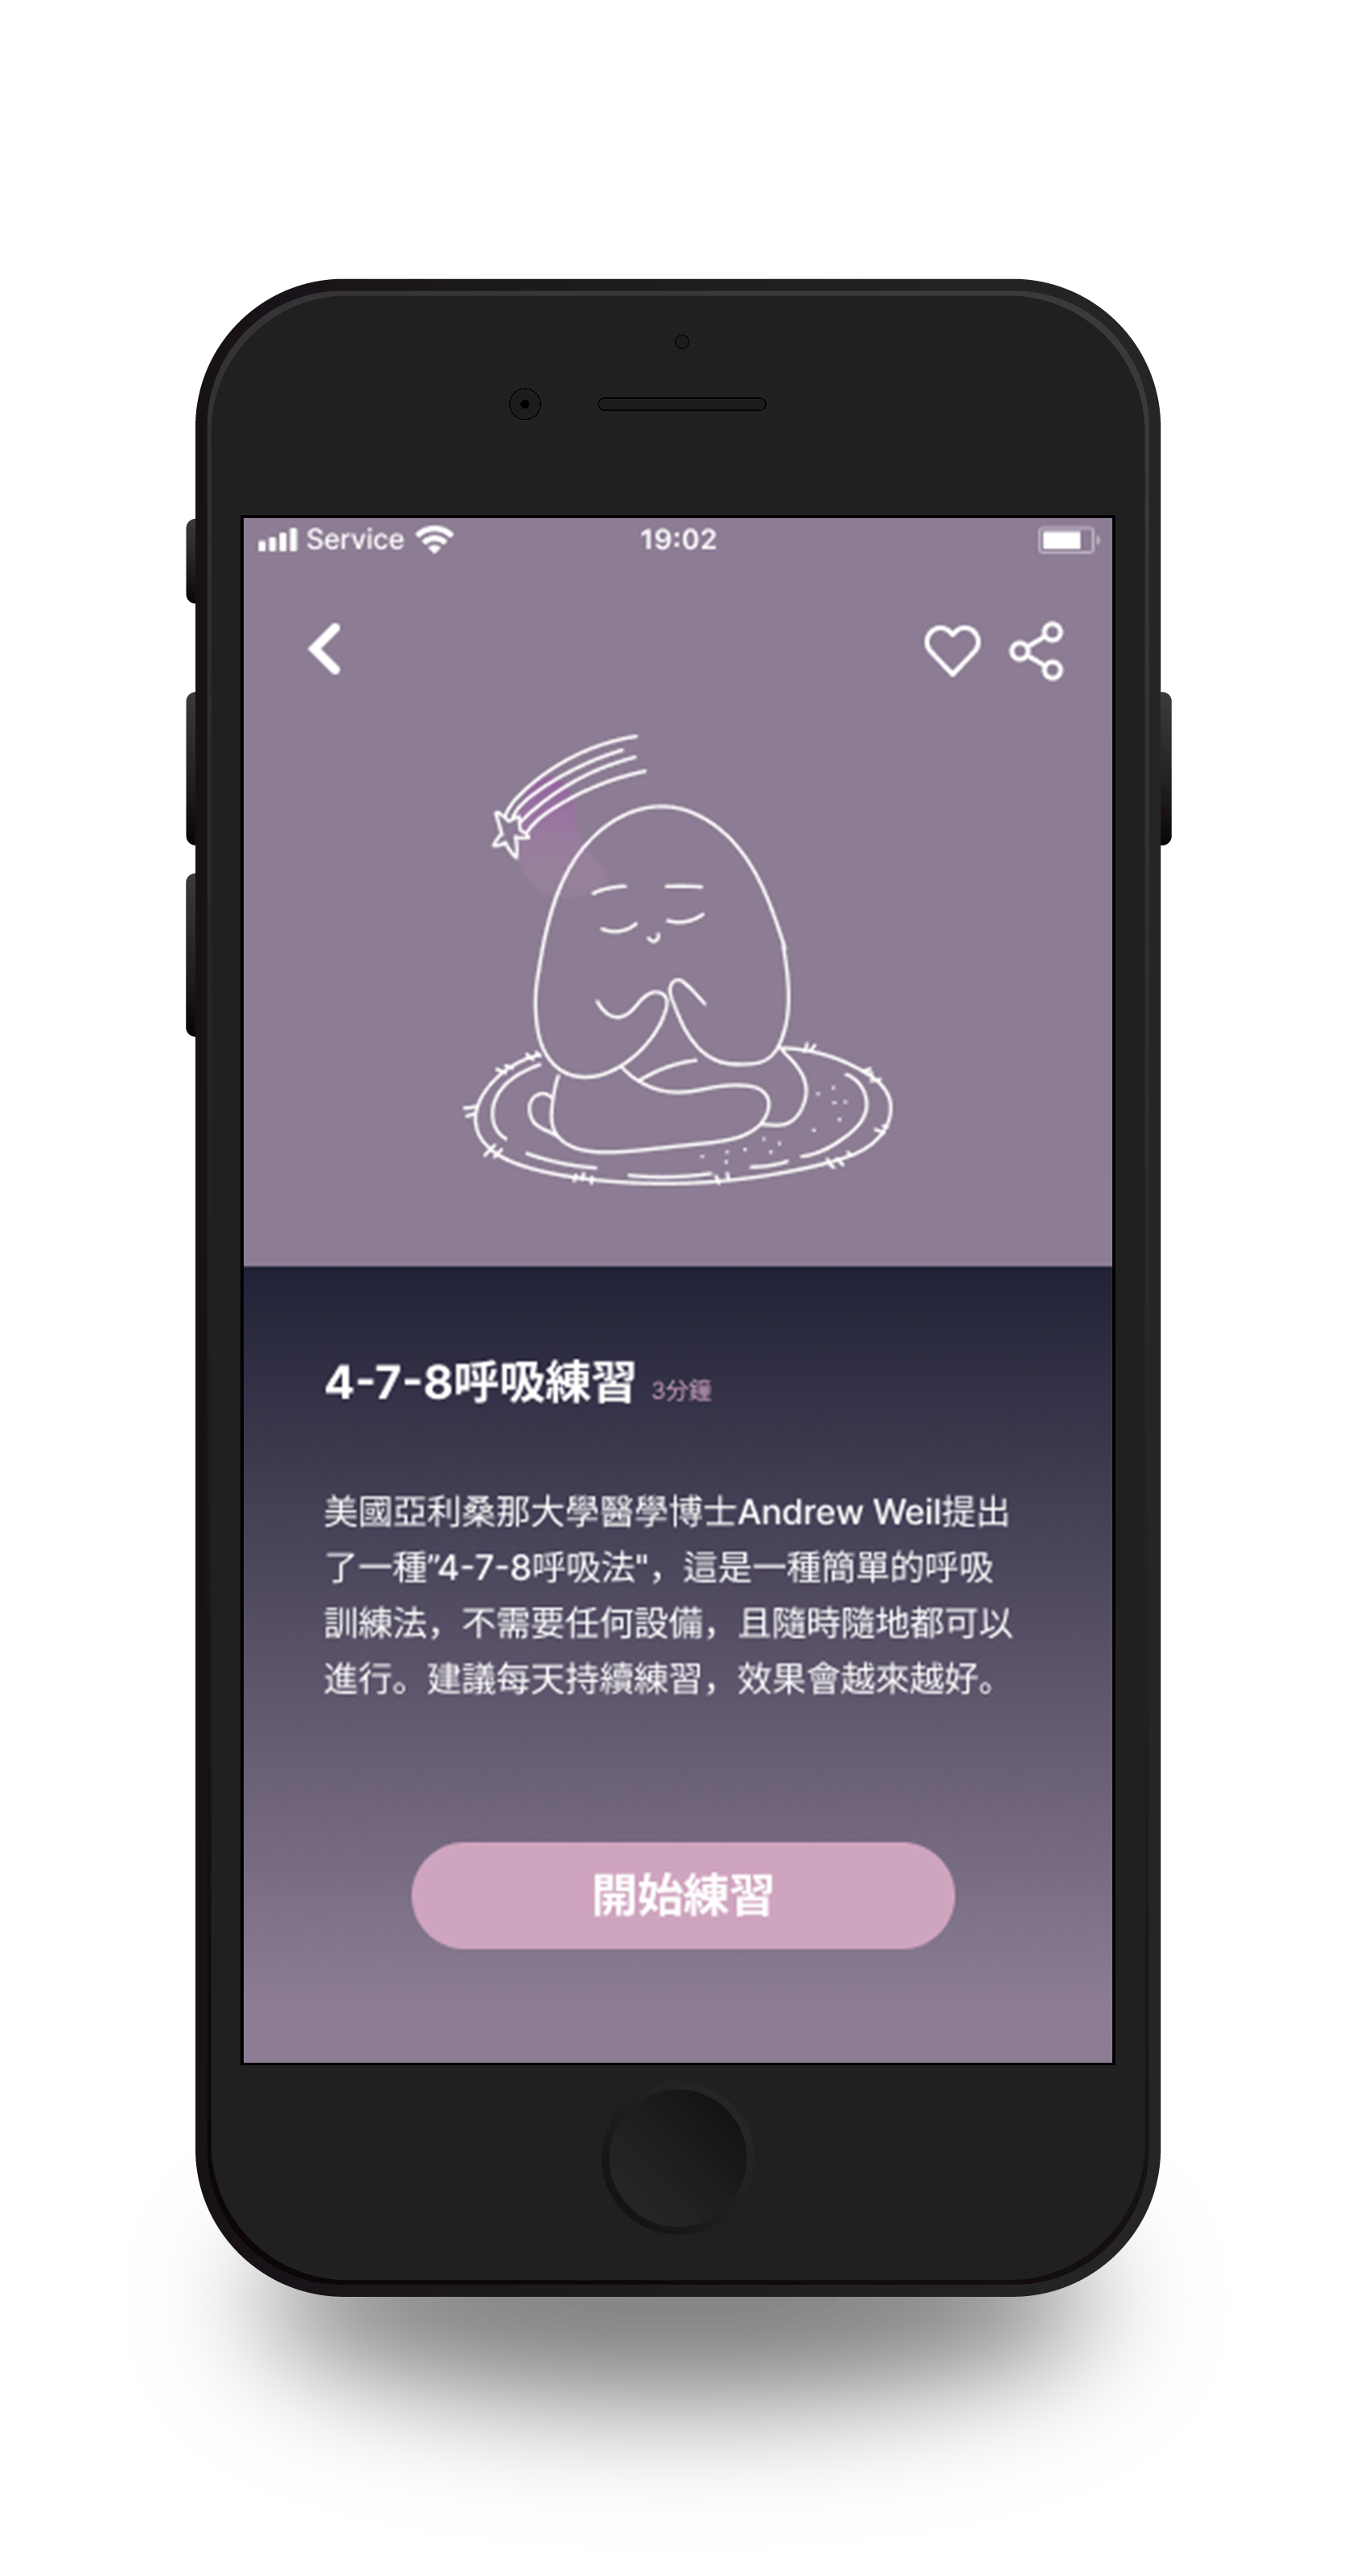 Service 19:02
4-7-8呼吸練習 3分鐘
美國亞利桑那大學醫學博士Andrew Weil提出
了一種”4-7-8呼吸法"，這是一種簡單的呼吸
訓練法，不需要任何設備，且隨時隨地都可以
進行。建議每天持續練習，效果會越來越好。
開始練習